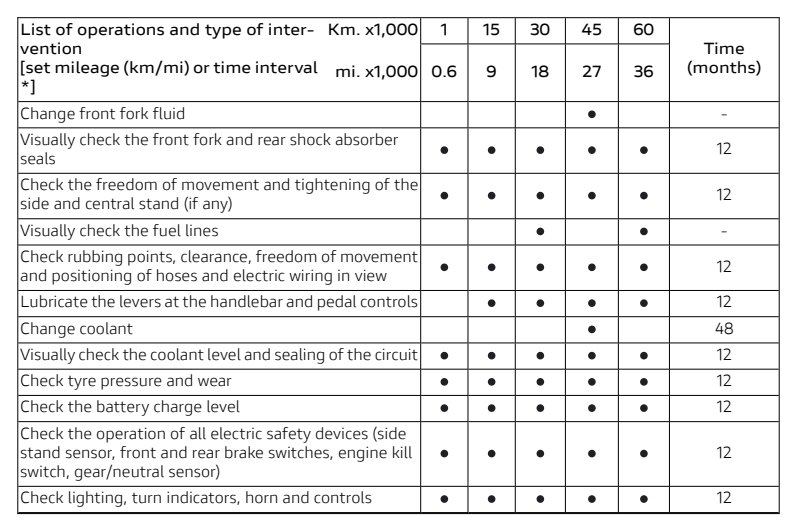 List of operations and type of inter- Km. x1,000 1 15 30 45 60 Time
vention
[set mileage (km/mi) or time interval mi. x1,000 0.6 9 18 27 36 (months)
*]
Change front fork fluid ● -
Visually check the front fork and rear shock absorber
seals ● ● ● ● ● 12
Check the freedom of movement and tightening of the
side and central stand (if any) ● ● ● ● ● 12
Visually check the fuel lines ● ● -
Check rubbing points, clearance, freedom of movement
and positioning of hoses and electric wiring in view ● ● ● ● ● 12
Lubricate the levers at the handlebar and pedal controls ● ● ● ● 12
Change coolant ● 48
Visually check the coolant level and sealing of the circuit ● ● ● ● ● 12
Check tyre pressure and wear ● ● ● ● ● 12
Check the battery charge level ● ● ● ● ● 12
Check the operation of all electric safety devices (side
stand sensor, front and rear brake switches, engine kill ● ● ● ● ● 12
switch, gear/neutral sensor)
Check lighting, turn indicators, horn and controls ● ● ● ● ● 12